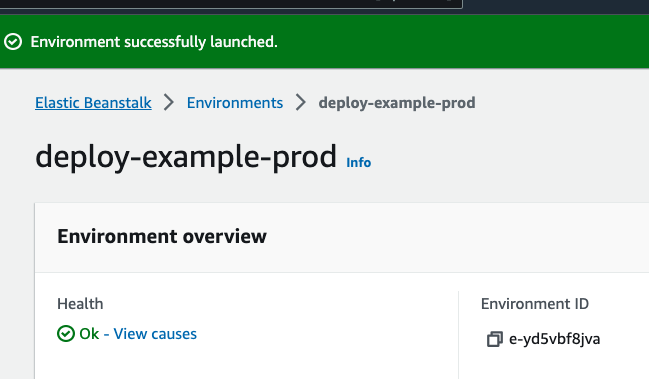 Environment successfully launched.
Elastic Beanstalk > Environments > deploy-example-prod
deploy-example-prod Info
Environment overview
Health
Ok - View causes
Environment ID
e-yd5vbf8jva